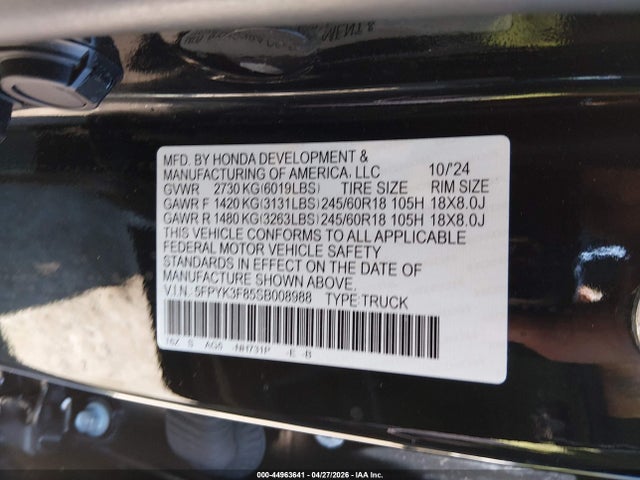 MFD. BY HONDA DEVELOPMENT &
MANUFACTURING OF AMERICA, LLC 10/'24
GVWR 2730 KG(6019LBS) TIRE SIZE RIM SIZE
GAWR F 1420 KG(3131LBS) 245/60R18 105H 18X8.0J
GAWR R 1480 KG(3263LBS) 245/60R18 105H 18X8.0J
THIS VEHICLE CONFORMS TO ALL APPLICABLE
FEDERAL MOTOR VEHICLE SAFETY
STANDARDS IN EFFECT ON THE DATE OF
MANUFACTURE SHOWN ABOVE.
V.I.N. 5FPYK3F85SB008988 TYPE:TRUCK
16Z S AG5 -NH731P -E -B
000-44963641 - 04/27/2026 - IAA Inc.